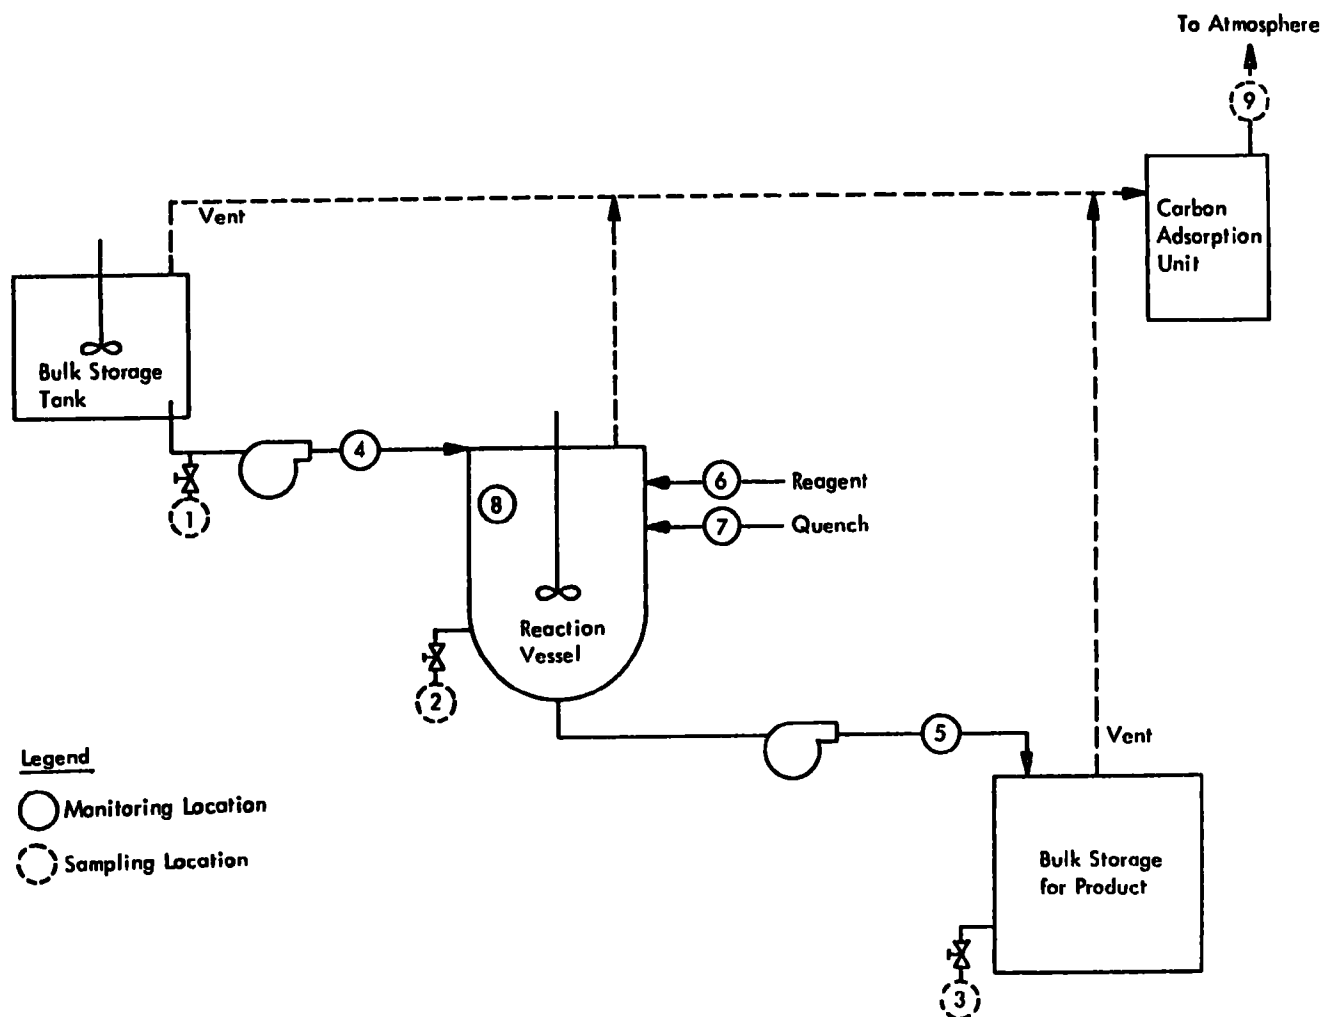 To Atmosphere
9
Vent
Carbon
Adsorption
Unit
Bulk Storage
Tank
4
8
6
Reagent
1
7
Quench
Reaction
Vessel
2
5
Vent
Legend
Monitoring Location
Sampling Location
Bulk Storage
for Product
3